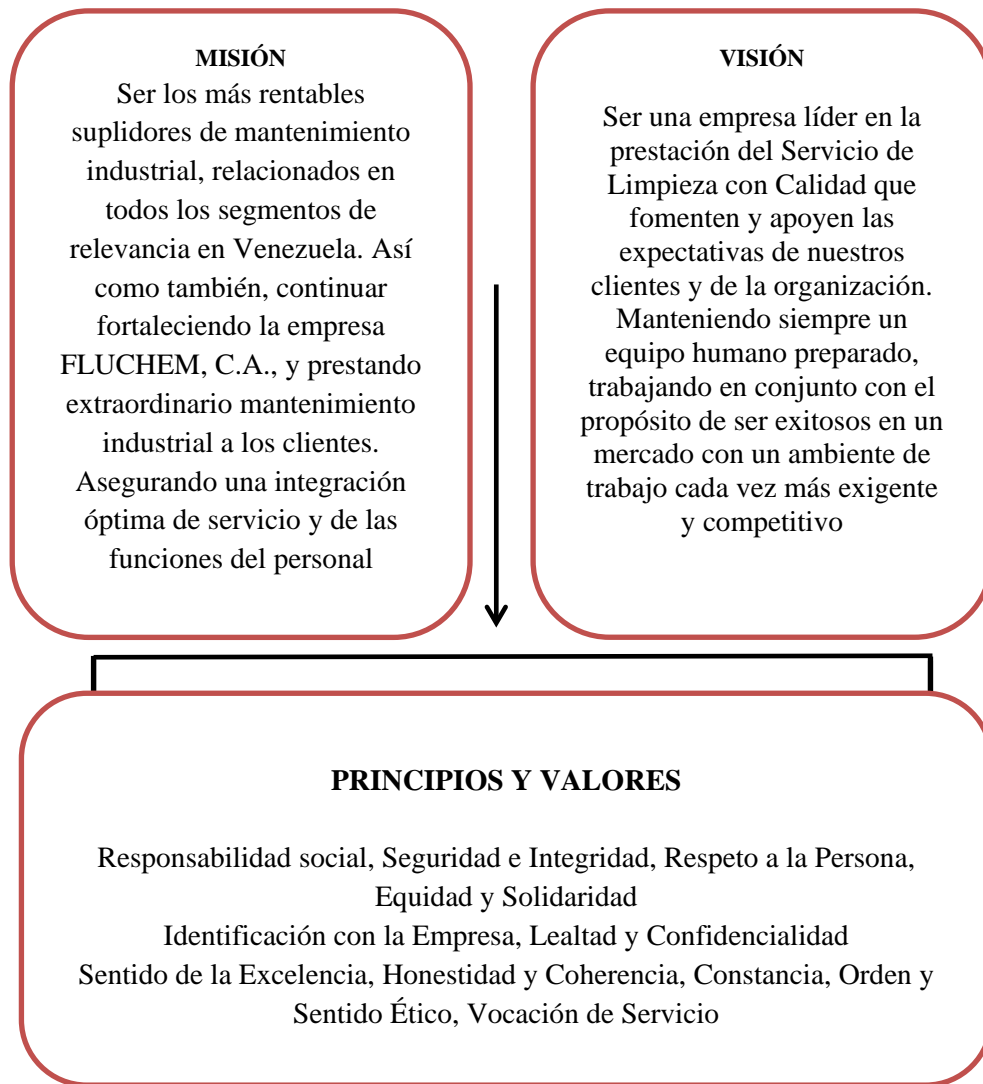 MISIÓN
Ser los más rentables
suplidores de mantenimiento
industrial, relacionados en
todos los segmentos de
relevancia en Venezuela. Así
como también, continuar
fortaleciendo la empresa
FLUCHEM, C.A., y prestando
extraordinario mantenimiento
industrial a los clientes.
Asegurando una integración
óptima de servicio y de las
funciones del personal
VISIÓN
Ser una empresa líder en la
prestación del Servicio de
Limpieza con Calidad que
fomenten y apoyen las
expectativas de nuestros
clientes y de la organización.
Manteniendo siempre un
equipo humano preparado,
trabajando en conjunto con el
propósito de ser exitosos en un
mercado con un ambiente de
trabajo cada vez más exigente
y competitivo
PRINCIPIOS Y VALORES
Responsabilidad social, Seguridad e Integridad, Respeto a la Persona,
Equidad y Solidaridad
Identificación con la Empresa, Lealtad y Confidencialidad
Sentido de la Excelencia, Honestidad y Coherencia, Constancia, Orden y
Sentido Ético, Vocación de Servicio